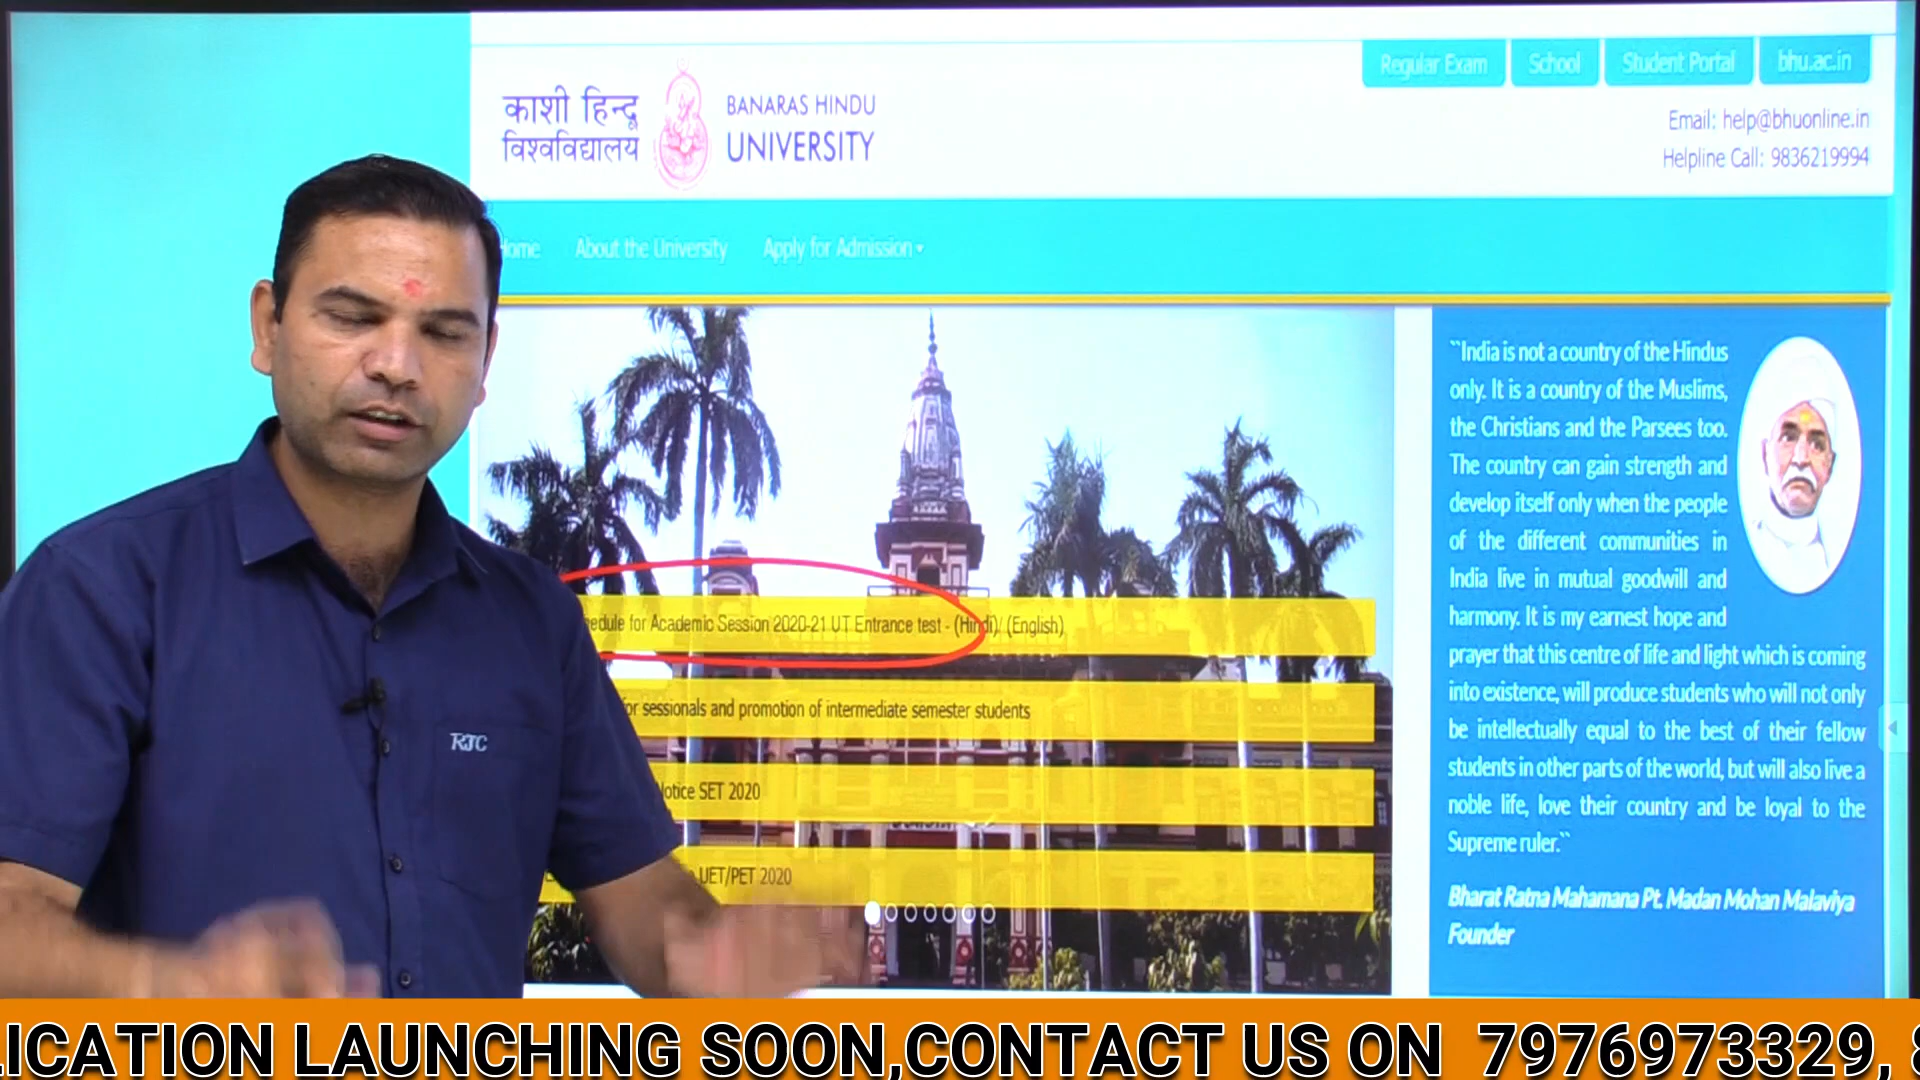 Regular Exam
School
Student Portal
bhu.ac.in
काशी हिन्दू
विश्वविद्यालय
BANARAS HINDU
UNIVERSITY
Email: help@bhuonline.in
Helpline Call: 9836219994
Home
About the University
Apply for Admission
edule for Academic Session 2020-21 UT Entrance test - (Hindi)/ (English)
or sessionals and promotion of intermediate semester students
Notice SET 2020
UET/PET 2020
``India is not a country of the Hindus
only. It is a country of the Muslims,
the Christians and the Parsees too.
The country can gain strength and
develop itself only when the people
of the different communities in
India live in mutual goodwill and
harmony. It is my earnest hope and
prayer that this centre of life and light which is coming
into existence, will produce students who will not only
be intellectually equal to the best of their fellow
students in other parts of the world, but will also live a
noble life, love their country and be loyal to the
Supreme ruler.``
Bharat Ratna Mahamana Pt. Madan Mohan Malaviya
Founder
RJC
LICATION LAUNCHING SOON,CONTACT US ON 7976973329, 8